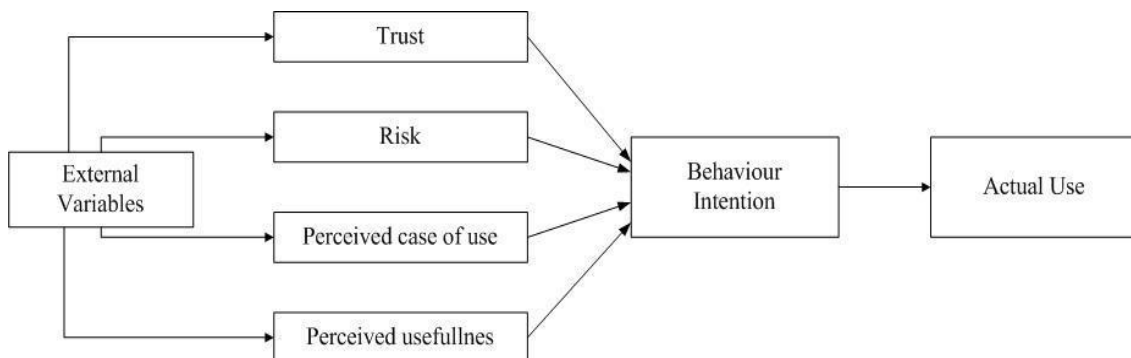 Trust
Risk
External
Variables
Perceived case of use
Perceived usefullnes
Behaviour
Intention
Actual Use